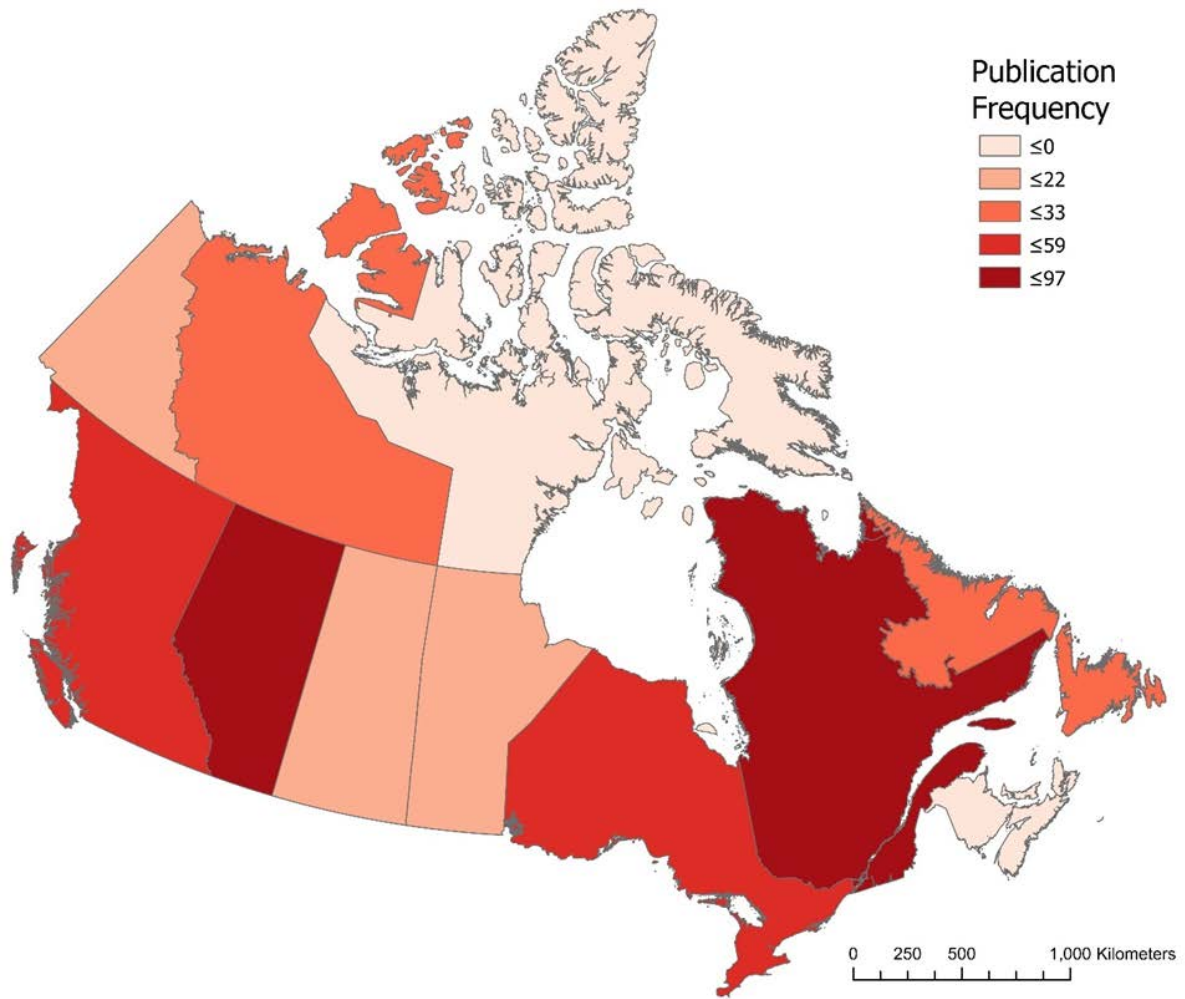 Publication
Frequency
≤0
≤22
≤33
≤59
≤97
0 250 500 1,000 Kilometers